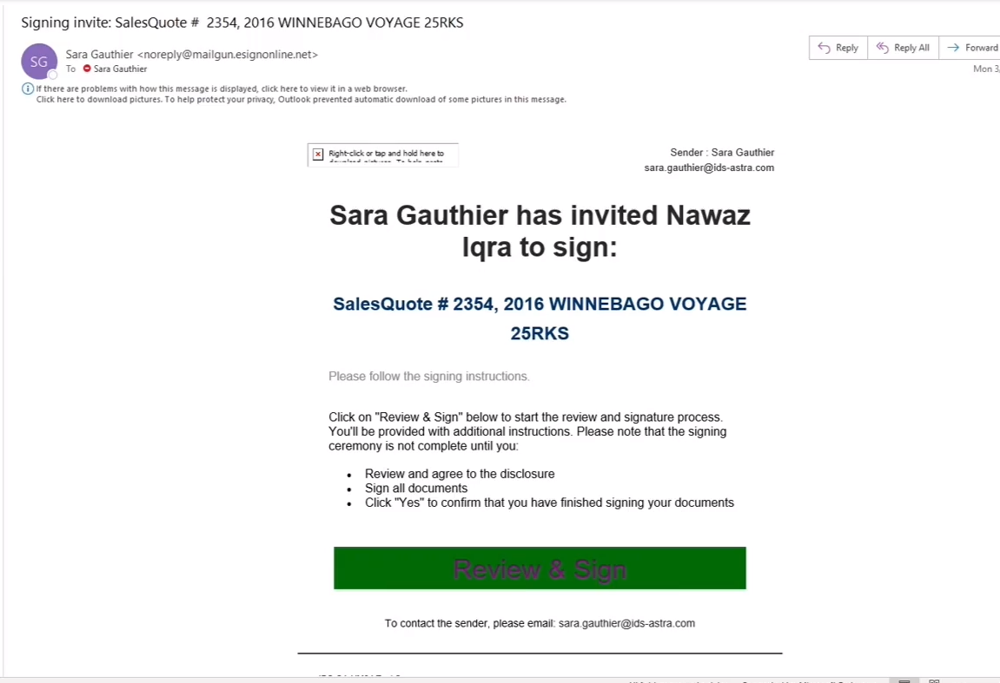 Signing invite: SalesQuote # 2354, 2016 WINNEBAGO VOYAGE 25RKS
SG
Sara Gauthier <noreply@mailgun.esignonline.net>
To Sara Gauthier
Reply
Reply All
Forward
Mon 3/
If there are problems with how this message is displayed, click here to view it in a web browser.
Click here to download pictures. To help protect your privacy, Outlook prevented automatic download of some pictures in this message.
Right-click or tap and hold here to
download pictures. To help
Sender : Sara Gauthier
sara.gauthier@ids-astra.com
Sara Gauthier has invited Nawaz
Iqra to sign:
SalesQuote # 2354, 2016 WINNEBAGO VOYAGE
25RKS
Please follow the signing instructions.
Click on "Review & Sign" below to start the review and signature process.
You'll be provided with additional instructions. Please note that the signing
ceremony is not complete until you:
• Review and agree to the disclosure
• Sign all documents
• Click "Yes" to confirm that you have finished signing your documents
Review & Sign
To contact the sender, please email: sara.gauthier@ids-astra.com